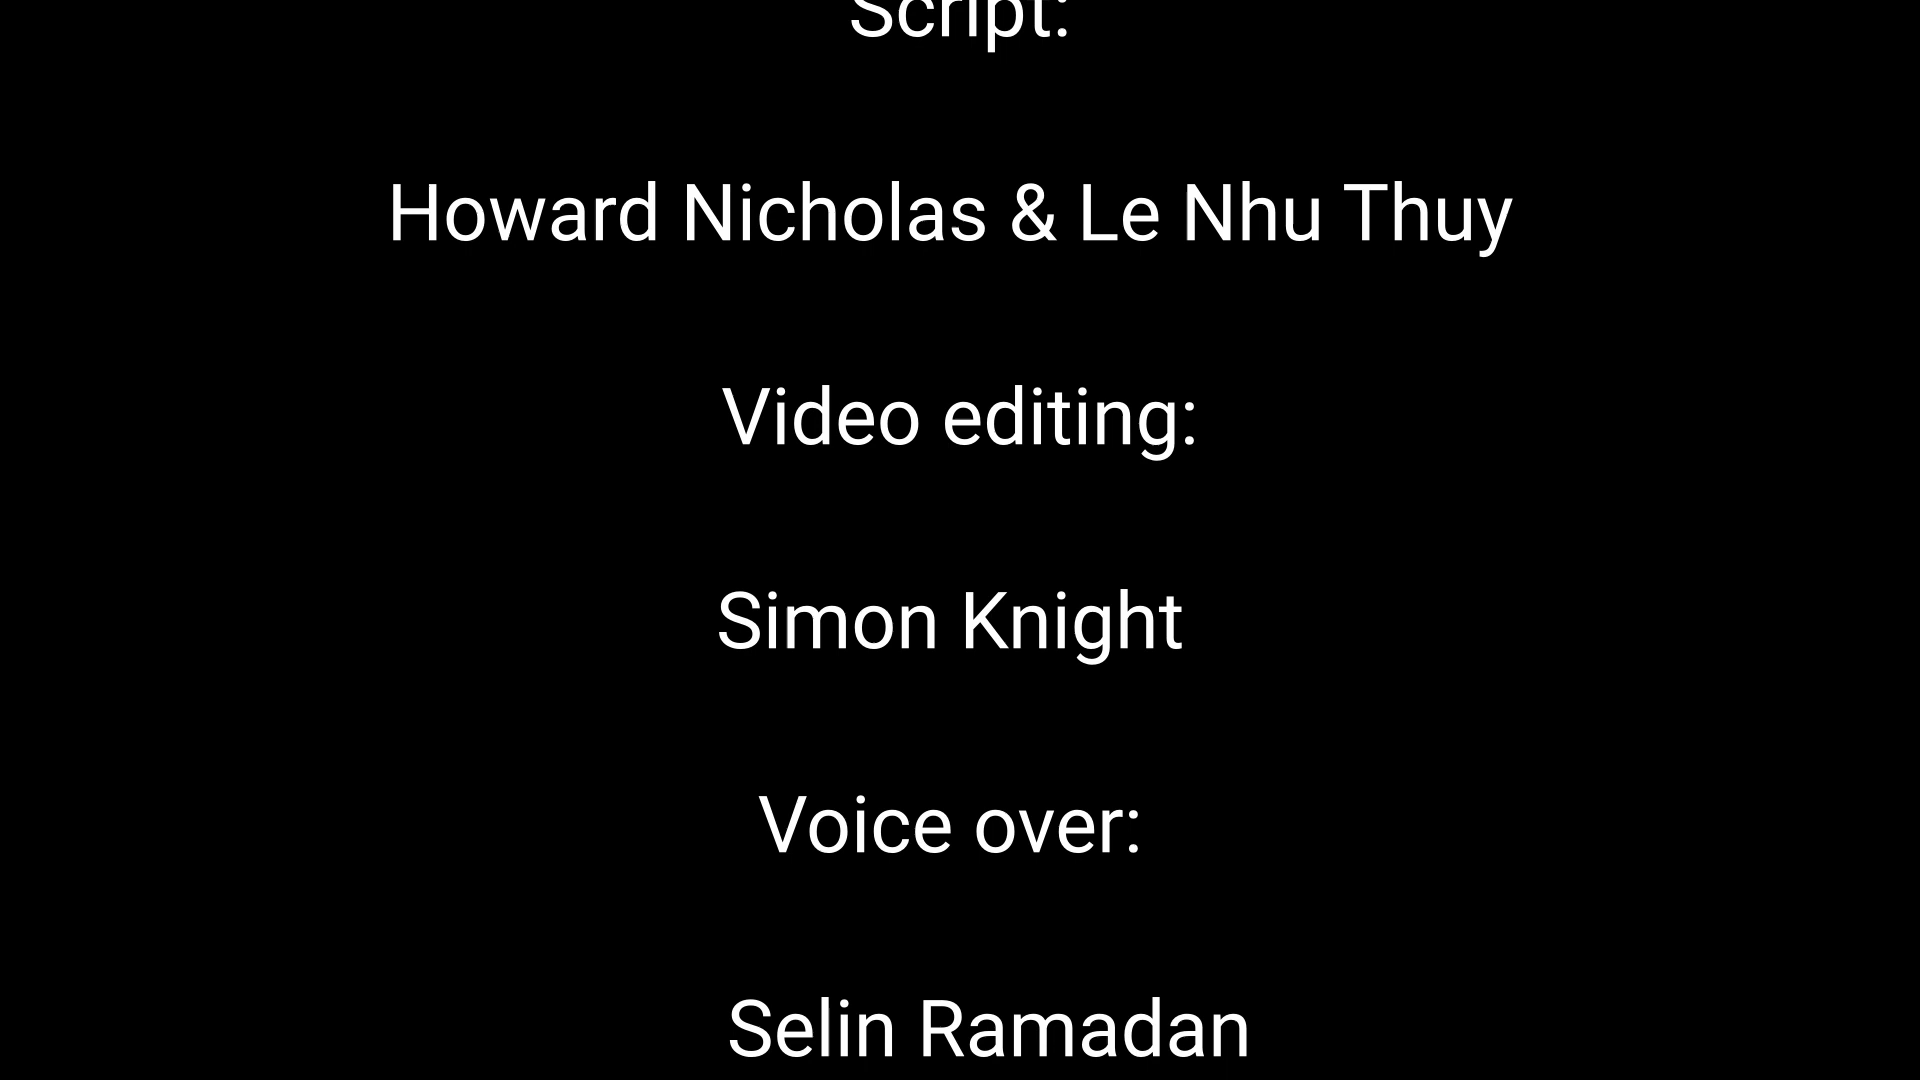 Script:
Howard Nicholas & Le Nhu Thuy
Video editing:
Simon Knight
Voice over:
Selin Ramadan